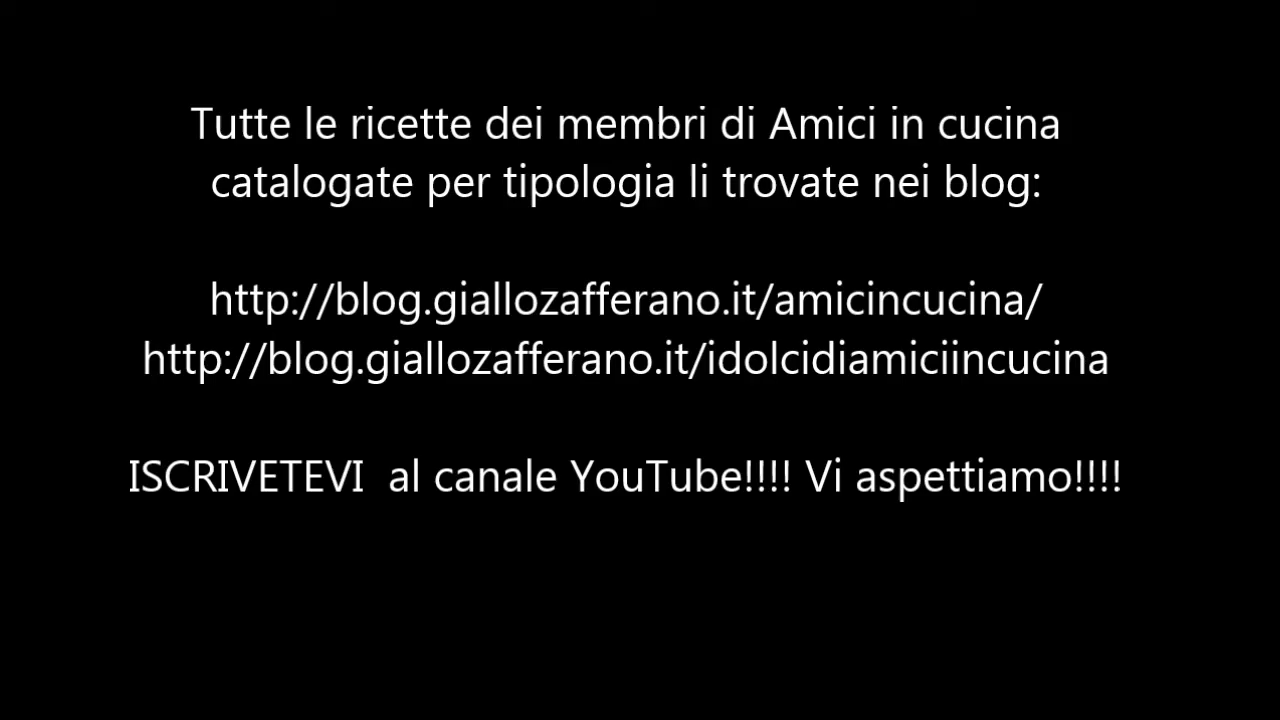 Tutte le ricette dei membri di Amici in cucina
catalogate per tipologia li trovate nei blog:
http://blog.giallozafferano.it/amicincucina/
http://blog.giallozafferano.it/idolcidiamiciincucina
ISCRIVETEVI  al canale YouTube!!!! Vi aspettiamo!!!!